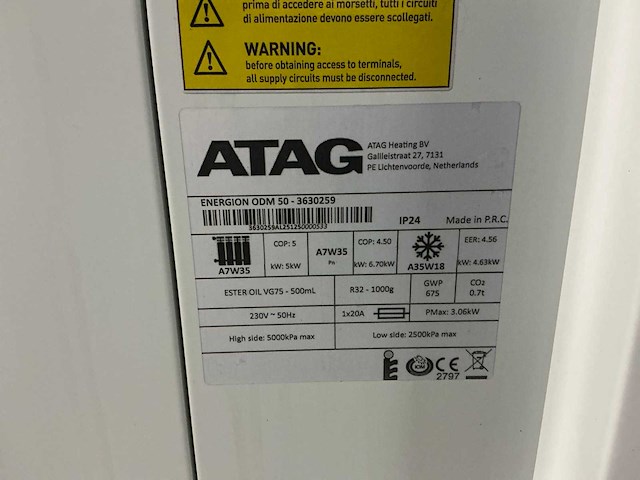 prima di accedere ai morsetti, tutti i circuiti
di alimentazione devono essere scollegati.
WARNING:
before obtaining access to terminals,
all supply circuits must be disconnected.
ATAG
ATAG Heating BV
Galileistraat 27, 7131
PE Lichtenvoorde, Netherlands
ENERGION ODM 50 - 3630259
3630259AL251250000533
IP24
Made in P.R.C.
A7W35
COP: 5
kW: 5kW
A7W35
Pn
COP: 4.50
kW: 6.70kW
A35W18
EER: 4.56
kW: 4.63kW
ESTER OIL VG75 - 500mL
R32 - 1000g
GWP
675
CO2
0.7t
230V ~ 50Hz
1x20A
PMax: 3.06kW
High side: 5000kPa max
Low side: 2500kPa max
CE
2797